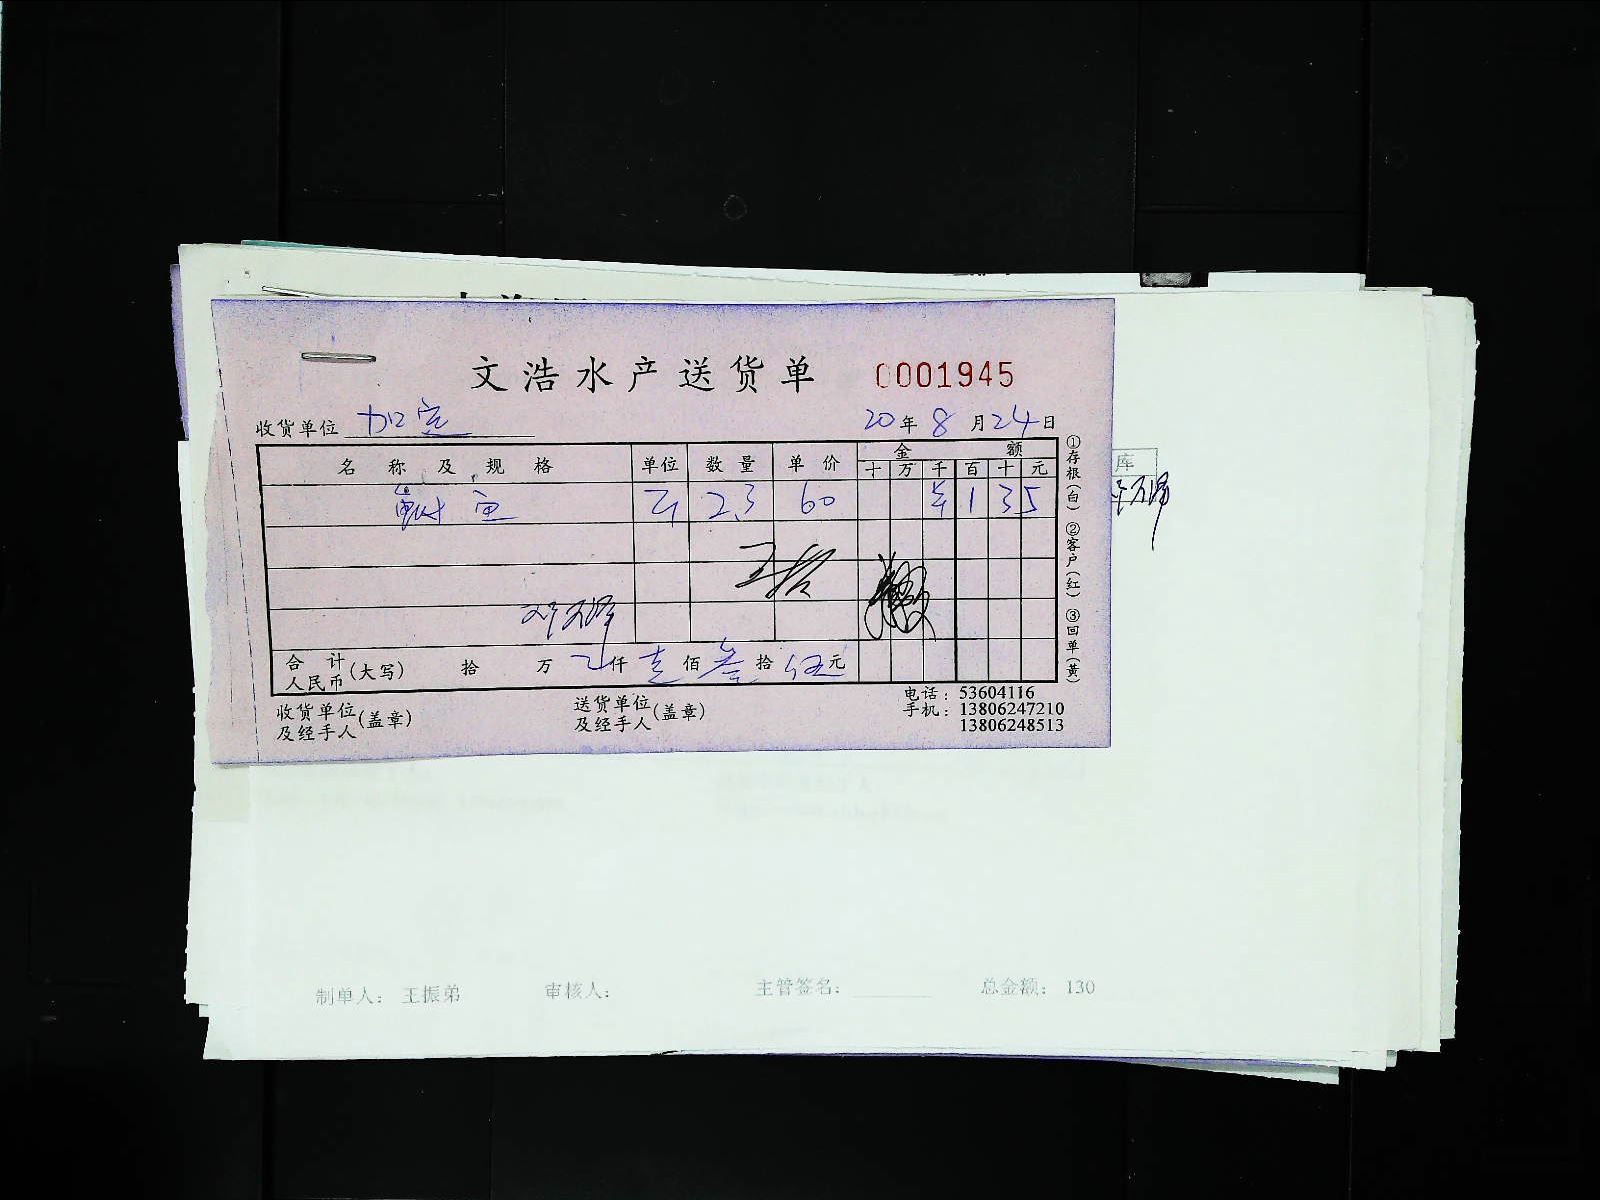 文浩水产送货单 0001945
收货单位 加定 20年8月24日
名称及规格 单位 数量 单价 金额
十 万 千 百 十 元
斤 2.3 60 ¥ 1 3 5
合计人民币(大写) 拾 万 仟 壱 佰 叁 拾 伍 元
收货单位及经手人(盖章) 送货单位及经手人(盖章)
电话：53604116
手机：13806247210
13806248513
①存根(白) ②客户(红) ③回单(黄)
库
制单人： 王振弟 审核人： 主管签名： 总金额： 130